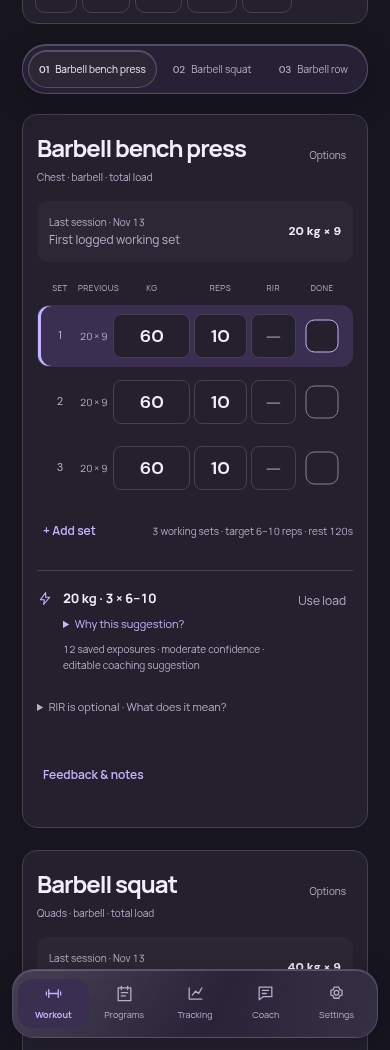 01 Barbell bench press 02 Barbell squat 03 Barbell row
Barbell bench press
Options
Chest · barbell · total load
Last session · Nov 13
First logged working set
20 kg × 9
SET PREVIOUS KG REPS RIR DONE
1 20 × 9 60 10 —
2 20 × 9 60 10 —
3 20 × 9 60 10 —
+ Add set 3 working sets · target 6–10 reps · rest 120s
20 kg · 3 × 6–10 Use load
▶ Why this suggestion?
12 saved exposures · moderate confidence ·
editable coaching suggestion
▶ RIR is optional · What does it mean?
Feedback & notes
Barbell squat
Options
Quads · barbell · total load
Last session · Nov 13
40 kg × 9
Workout Programs Tracking Coach Settings